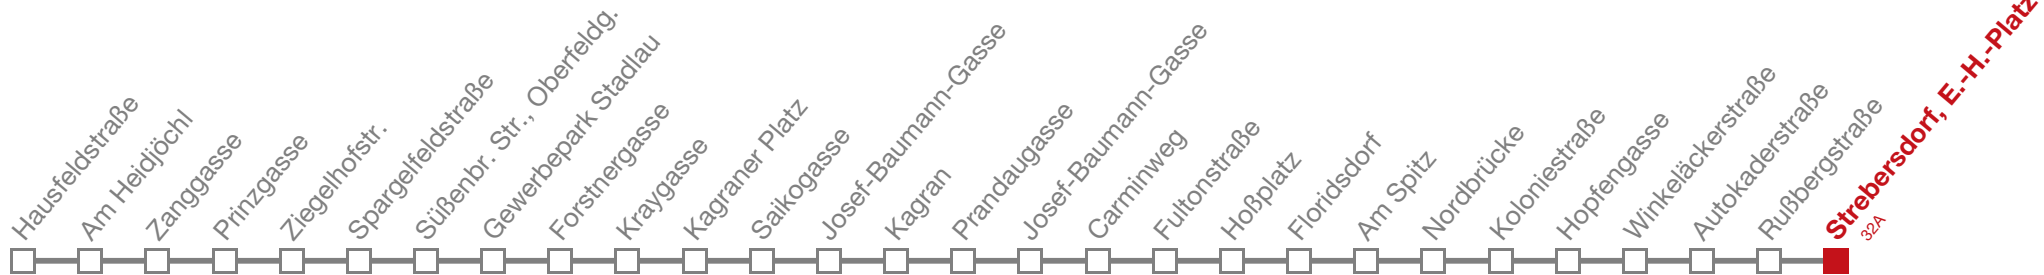 Hausfeldstraße
Am Heidjöchl
Zanggasse
Prinzgasse
Ziegelhofstr.
Spargelfeldstraße
Süßenbr. Str., Oberfeldg.
Gewerbepark Stadlau
Forstnergasse
Kraygasse
Kagraner Platz
Saikogasse
Josef-Baumann-Gasse
Kagran
Prandaugasse
Josef-Baumann-Gasse
Carminweg
Fultonstraße
Hoßplatz
Floridsdorf
Am Spitz
Nordbrücke
Koloniestraße
Hopfengasse
Winkeläckerstraße
Autokaderstraße
Rußbergstraße
Strebersdorf, E.-H.-Platz
32A